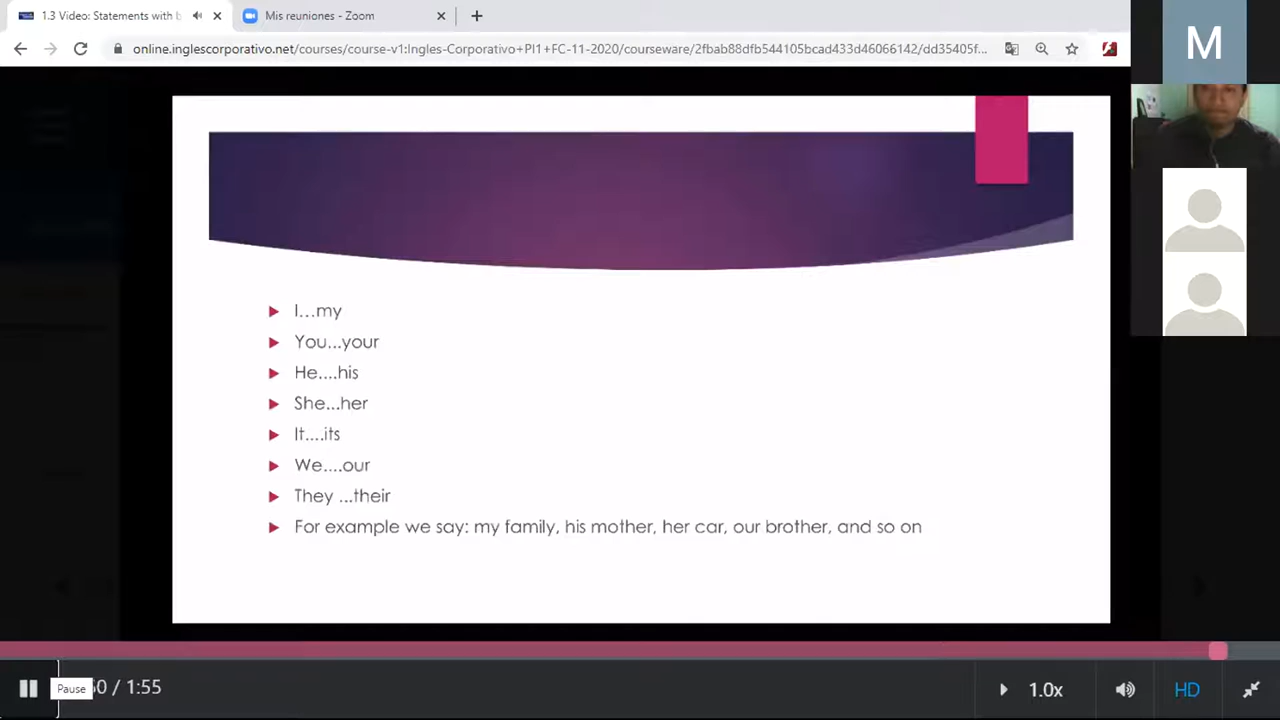 1.3 Video: Statements with b
Mis reuniones - Zoom
online.inglescorporativo.net/courses/course-v1:Ingles-Corporativo+PI1+FC-11-2020/courseware/2fbab88dfb544105bcad433d46066142/dd35405f...
M
I...my
You...your
He....his
She...her
It....its
We....our
They ...their
For example we say: my family, his mother, her car, our brother, and so on
Pause
/ 1:55
1.0x
HD